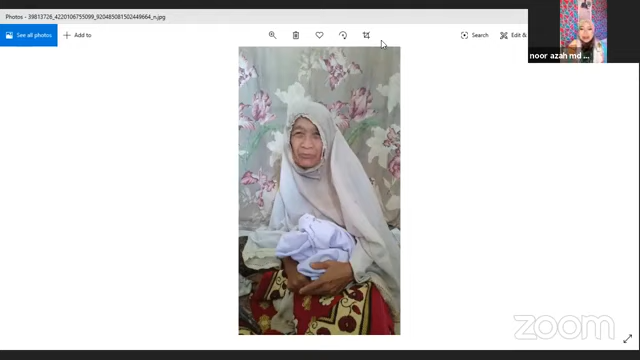 Photos - 39813726_4220106755099_920485081502449664_n.jpg
See all photos
Add to
Search
Edit &
noor azah md ...
zoom